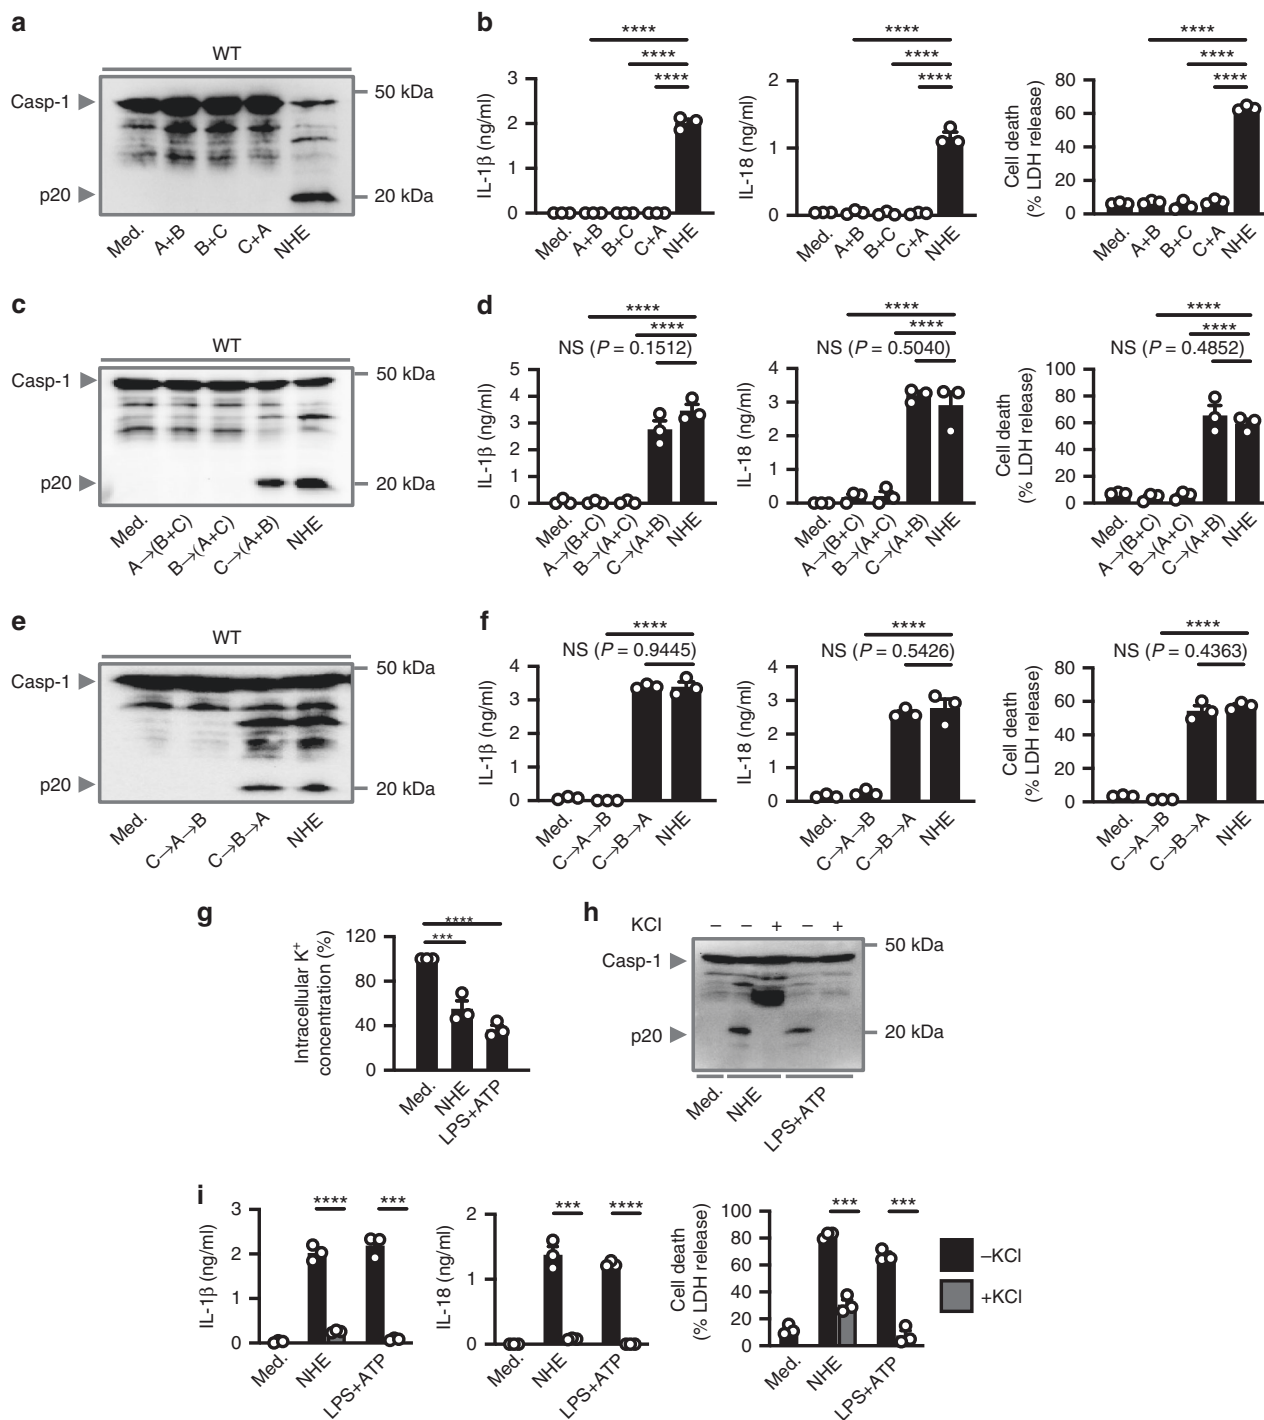 a
WT
Casp-1
50 kDa
p20
20 kDa
Med.
A+B
B+C
C+A
NHE
b
****
****
****
IL-1β (ng/ml)
3
2
1
0
Med.
A+B
B+C
C+A
NHE
****
****
****
IL-18 (ng/ml)
2
1
0
Med.
A+B
B+C
C+A
NHE
****
****
****
Cell death
(% LDH release)
80
60
40
20
0
Med.
A+B
B+C
C+A
NHE
c
WT
Casp-1
50 kDa
p20
20 kDa
Med.
A→(B+C)
B→(A+C)
C→(A+B)
NHE
d
****
****
NS (P = 0.1512)
IL-1β (ng/ml)
5
4
3
2
1
0
Med.
A→(B+C)
B→(A+C)
C→(A+B)
NHE
****
****
NS (P = 0.5040)
IL-18 (ng/ml)
4
3
2
1
0
Med.
A→(B+C)
B→(A+C)
C→(A+B)
NHE
****
****
NS (P = 0.4852)
Cell death
(% LDH release)
100
80
60
40
20
0
Med.
A→(B+C)
B→(A+C)
C→(A+B)
NHE
e
WT
Casp-1
50 kDa
p20
20 kDa
Med.
C→A→B
C→B→A
NHE
f
****
NS (P = 0.9445)
IL-1β (ng/ml)
4
3
2
1
0
Med.
C→A→B
C→B→A
NHE
****
NS (P = 0.5426)
IL-18 (ng/ml)
4
3
2
1
0
Med.
C→A→B
C→B→A
NHE
****
NS (P = 0.4363)
Cell death
(% LDH release)
80
60
40
20
0
Med.
C→A→B
C→B→A
NHE
g
****
***
Intracellular K⁺
concentration (%)
120
80
40
0
Med.
NHE
LPS+ATP
h
KCl – – + – +
Casp-1
50 kDa
p20
20 kDa
Med.
NHE
LPS+ATP
i
**** ***
IL-1β (ng/ml)
3
2
1
0
Med.
NHE
LPS+ATP
*** ****
IL-18 (ng/ml)
2
1
0
Med.
NHE
LPS+ATP
*** ***
Cell death
(% LDH release)
100
80
60
40
20
0
Med.
NHE
LPS+ATP
–KCl
+KCl